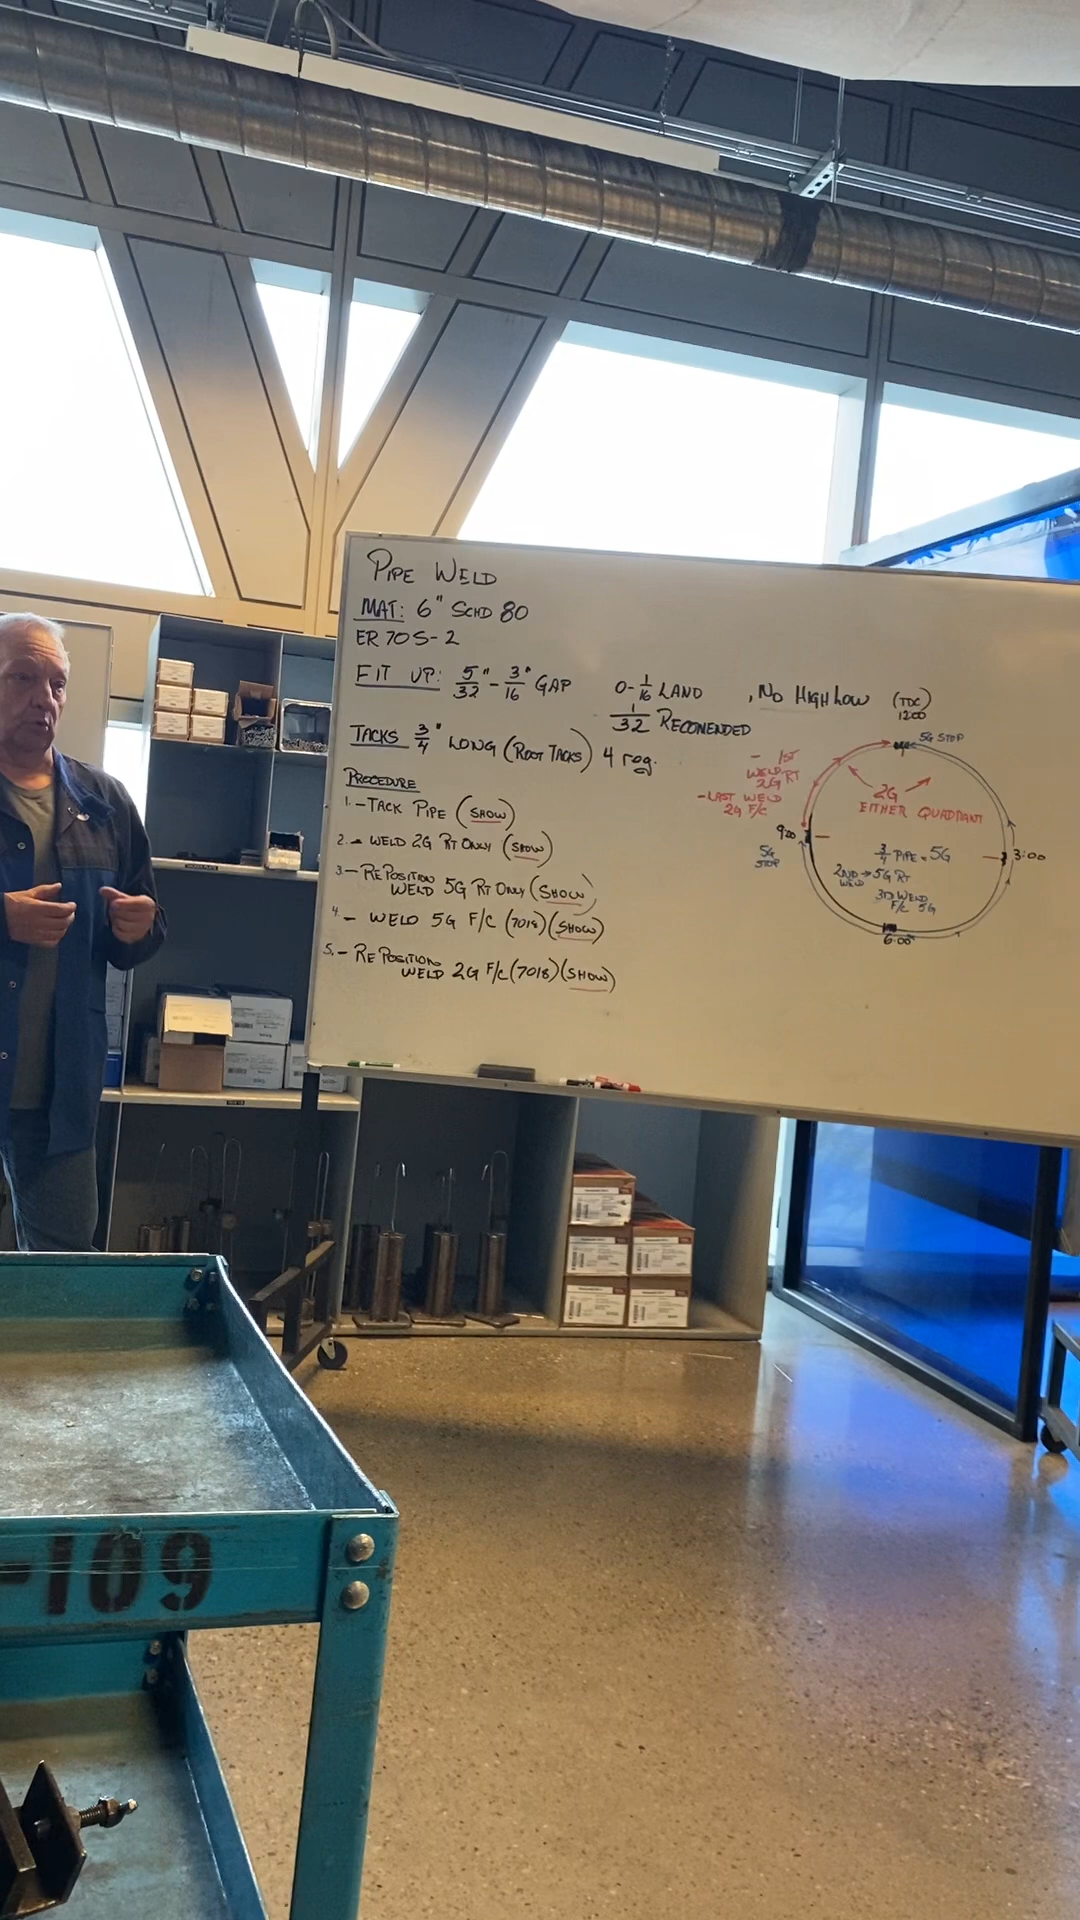 PIPE WELD
MAT: 6" SCHD 80
ER 70S-2
FIT UP: 5/32" - 3/16" GAP
0 - 1/16 LAND
, NO HIGH LOW
1/32 RECOMENDED
TACKS 3/4" LONG (ROOT TACKS) 4 req.
PROCEDURE
1. - TACK PIPE (SHOW)
2. - WELD 2G RT ONLY (SHOW)
3. - REPOSITION
WELD 5G RT ONLY (SHOW)
4. - WELD 5G F/C (7018) (SHOW)
5. - REPOSITION
WELD 2G F/C (7018) (SHOW)
(TDC)
12:00
5G STOP
- 1ST
WELD RT
2G
- LAST WELD
2G F/C
2G
EITHER QUADRANT
9:00
5G
STOP
3/4 PIPE = 5G
2ND → 5G RT
WELD
3RD WELD
F/C 5G
3:00
6:00
-109